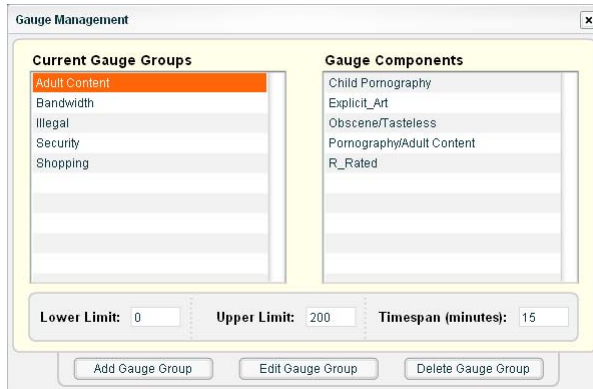 Gauge Management
x
Current Gauge Groups
Adult Content
Bandwidth
Illegal
Security
Shopping
Gauge Components
Child Pornography
Explicit_Art
Obscene/Tasteless
Pornography/Adult Content
R_Rated
Lower Limit: 0
Upper Limit: 200
Timespan (minutes): 15
Add Gauge Group
Edit Gauge Group
Delete Gauge Group